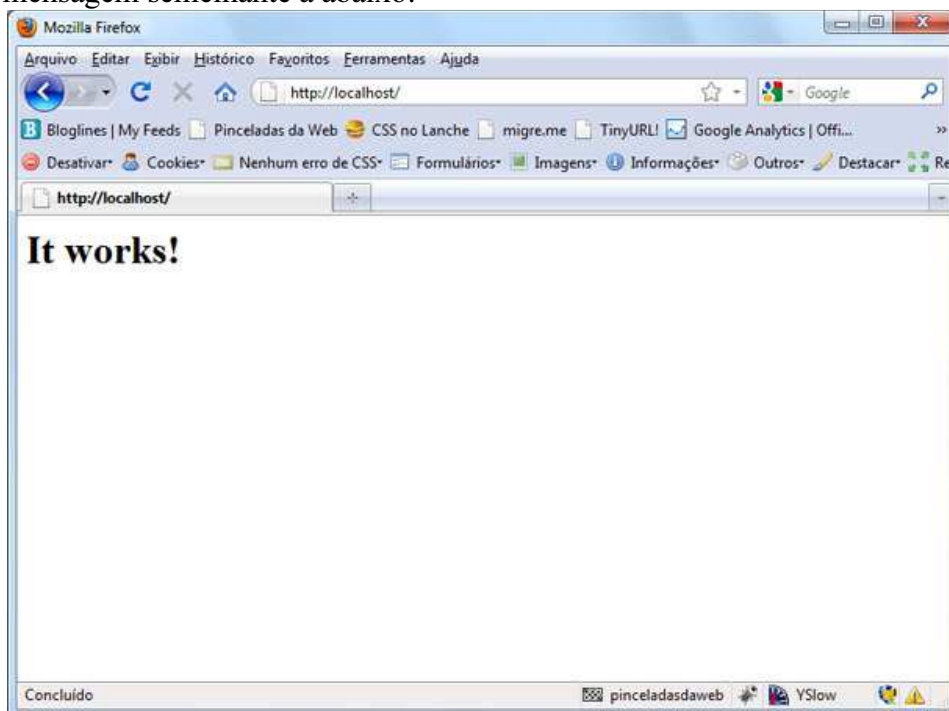 mensagem semelhante a abaixo:
Mozilla Firefox
Arquivo Editar Exibir Histórico Favoritos Ferramentas Ajuda
http://localhost/ Google
Bloglines | My Feeds Pinceladas da Web CSS no Lanche migre.me TinyURL! Google Analytics | Offi... »
Desativar Cookies Nenhum erro de CSS Formulários Imagens Informações Outros Destacar Re
http://localhost/
It works!
Concluído pinceladasdaweb YSlow